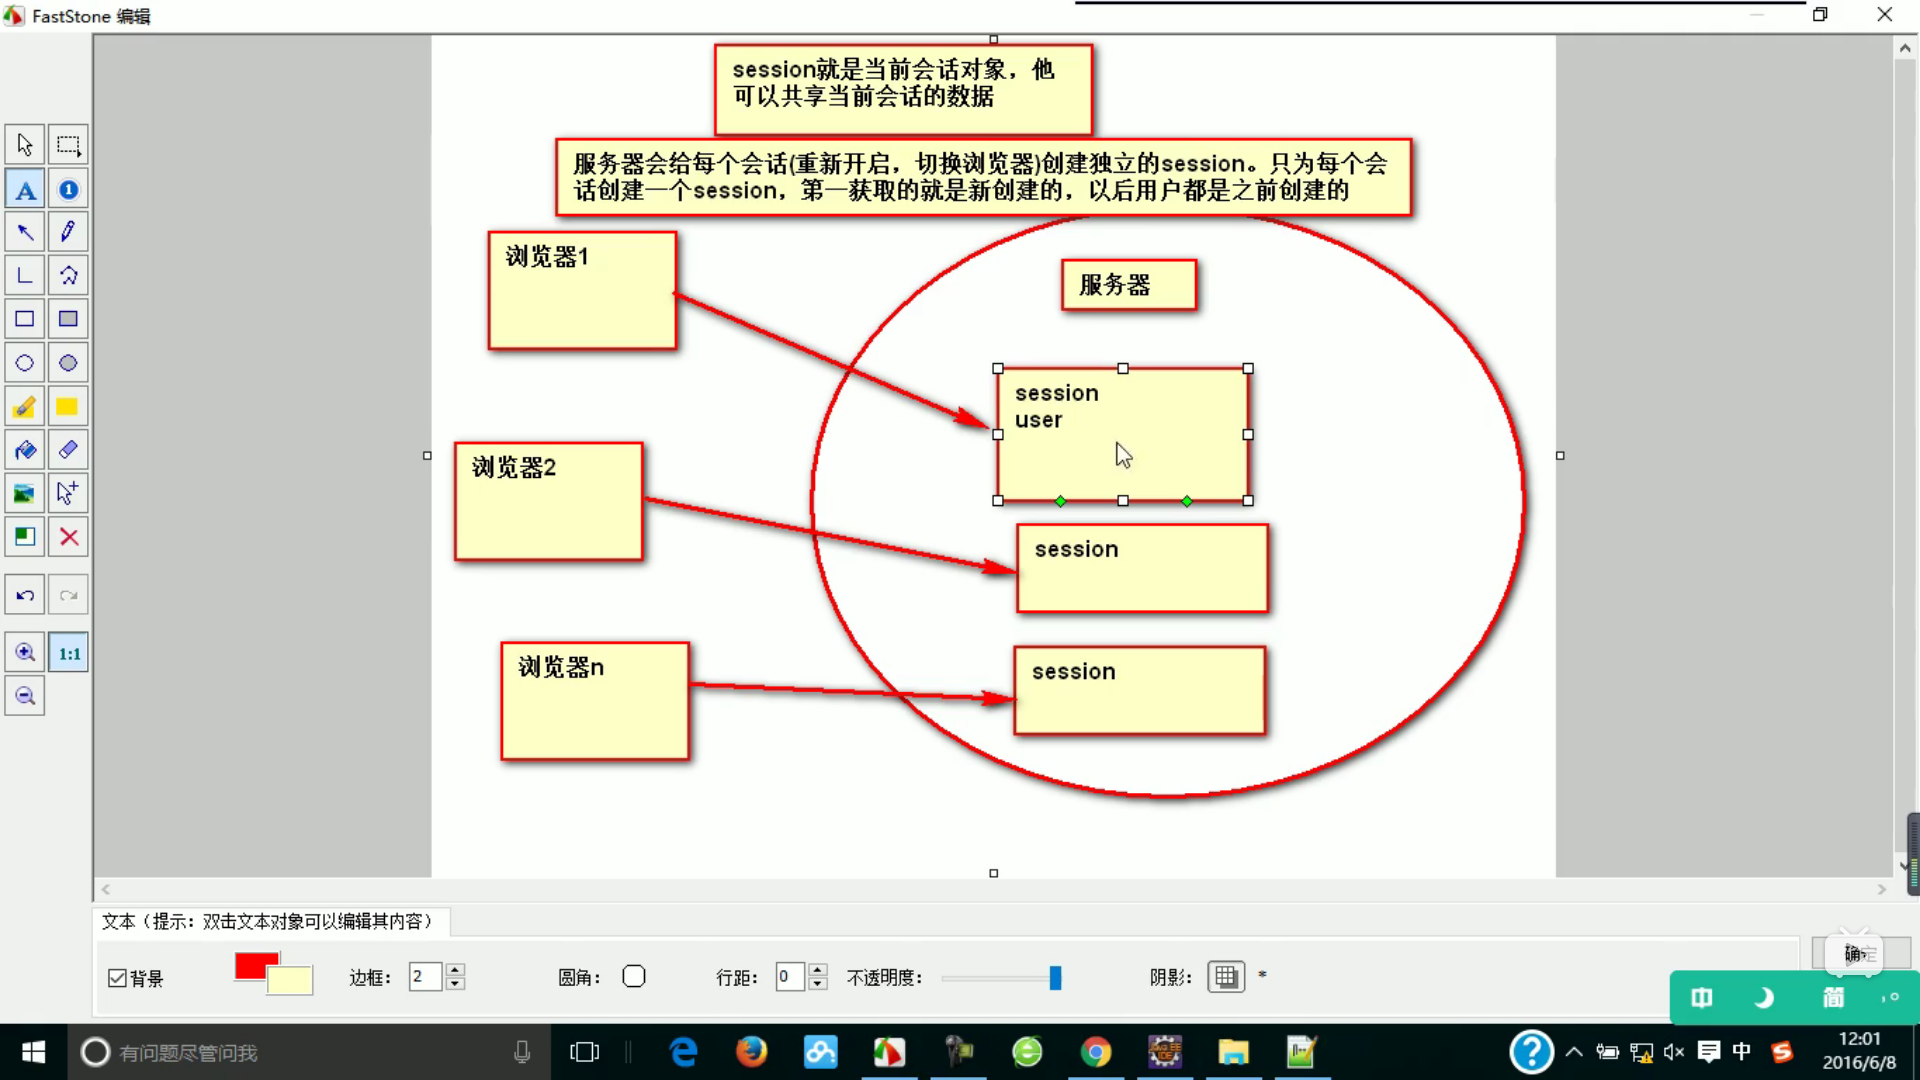 FastStone 编辑
session就是当前会话对象，他
可以共享当前会话的数据
服务器会给每个会话(重新开启，切换浏览器)创建独立的session。只为每个会
话创建一个session，第一获取的就是新创建的，以后用户都是之前创建的
浏览器1
服务器
session
user
浏览器2
session
浏览器n
session
A
1
1:1
文本（提示：双击文本对象可以编辑其内容）
背景
边框：
2
圆角：
行距：
0
不透明度：
阴影：
*
中
简
有问题尽管问我
中
12:01
2016/6/8